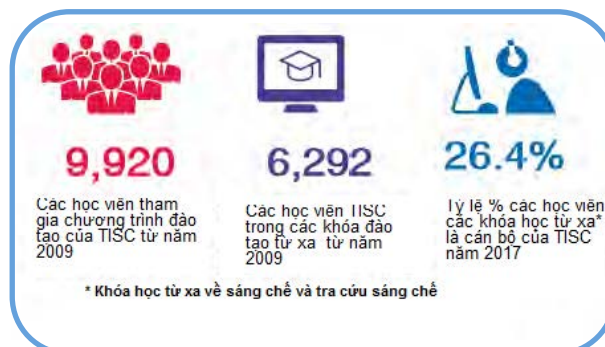 9,920
Các học viên tham
gia chương trình đào
tạo của TISC từ năm
2009
6,292
Các học viên TISC
trong các khóa đào
tạo từ xa từ năm
2009
26.4%
Tỷ lệ % các học viên
các khóa học từ xa*
là cán bộ của TISC
năm 2017
* Khóa học từ xa về sáng chế và tra cứu sáng chế